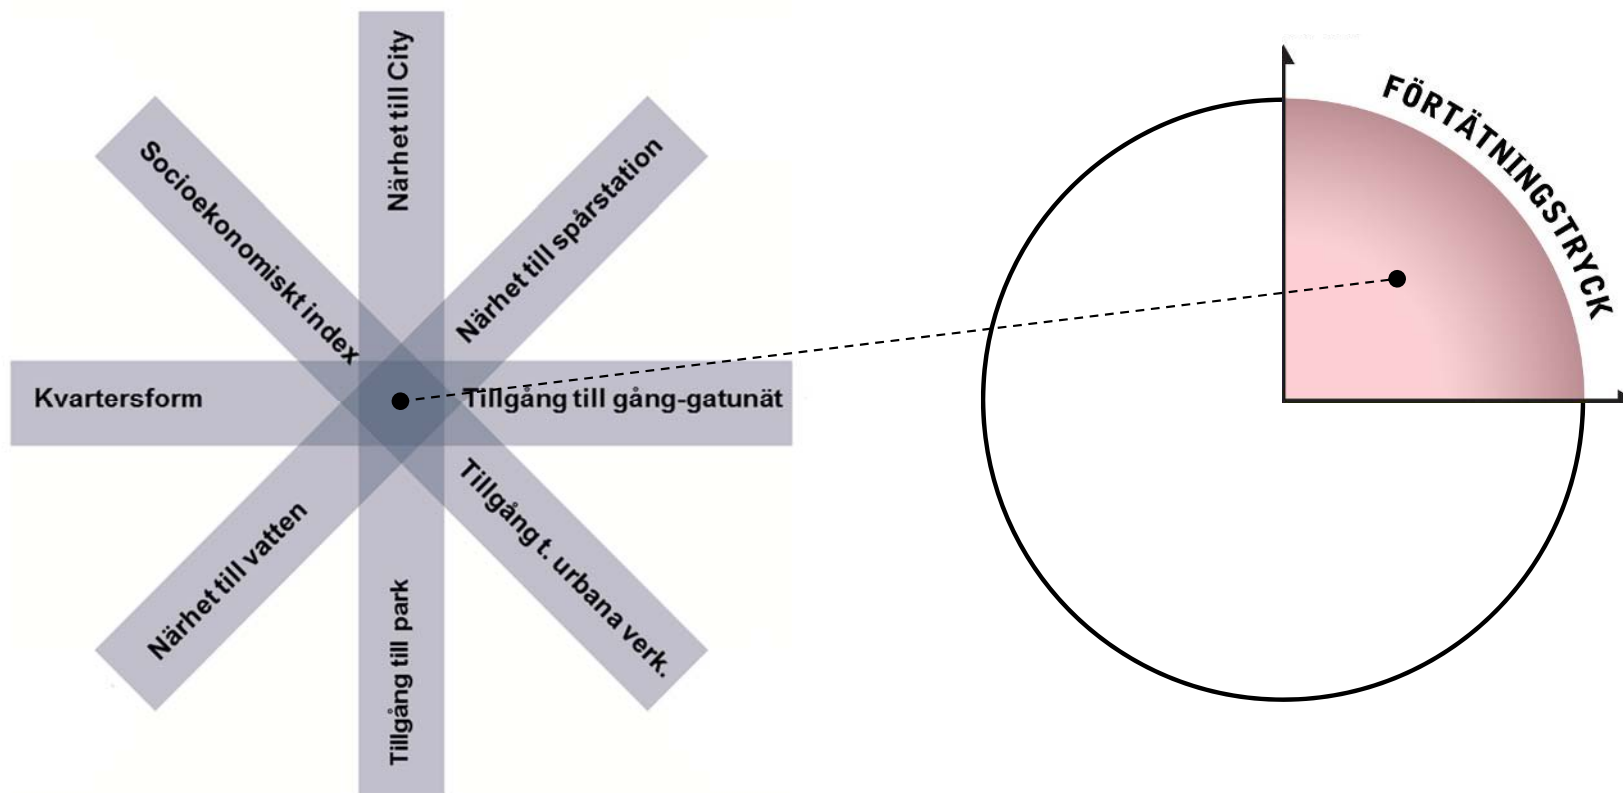 Närhet till City
Närhet till spårstation
Tillgång till gång-gatunät
Tillgång t. urbana verk.
Tillgång till park
Närhet till vatten
Kvartersform
Socioekonomiskt index
FÖRTÄTNINGSTRYCK